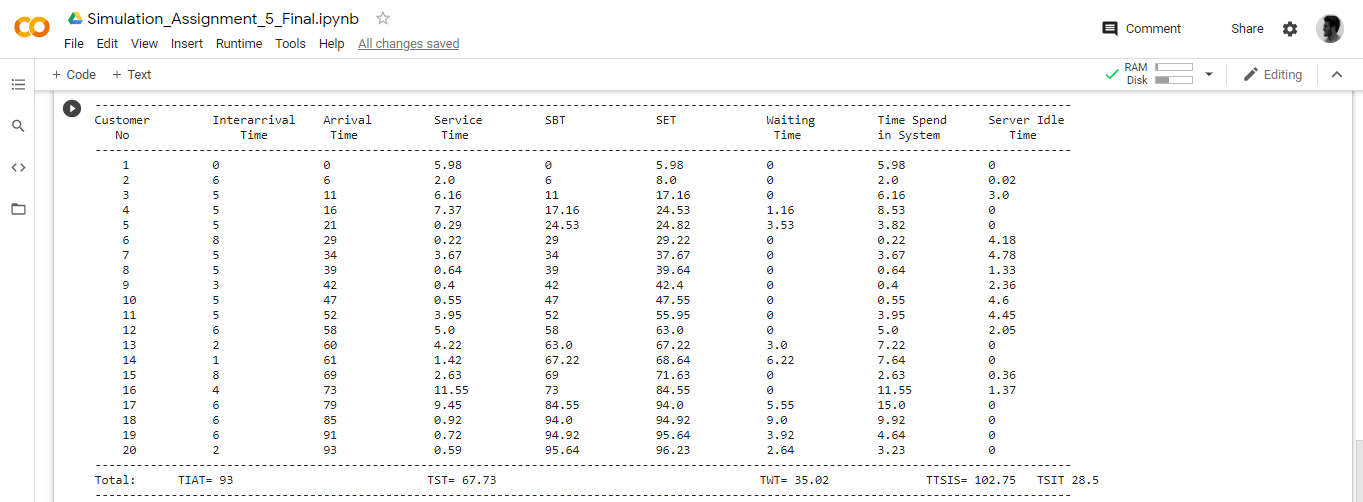 Simulation_Assignment_5_Final.ipynb
File Edit View Insert Runtime Tools Help All changes saved
Comment Share
+ Code + Text
RAM
Disk
Editing
Customer Interarrival Arrival Service SBT SET Waiting Time Spend Server Idle
No Time Time Time Time in System Time
1 0 0 5.98 0 5.98 0 5.98 0
2 6 6 2.0 6 8.0 0 2.0 0.02
3 5 11 6.16 11 17.16 0 6.16 3.0
4 5 16 7.37 17.16 24.53 1.16 8.53 0
5 5 21 0.29 24.53 24.82 3.53 3.82 0
6 8 29 0.22 29 29.22 0 0.22 4.18
7 5 34 3.67 34 37.67 0 3.67 4.78
8 5 39 0.64 39 39.64 0 0.64 1.33
9 3 42 0.4 42 42.4 0 0.4 2.36
10 5 47 0.55 47 47.55 0 0.55 4.6
11 5 52 3.95 52 55.95 0 3.95 4.45
12 6 58 5.0 58 63.0 0 5.0 2.05
13 2 60 4.22 63.0 67.22 3.0 7.22 0
14 1 61 1.42 67.22 68.64 6.22 7.64 0
15 8 69 2.63 69 71.63 0 2.63 0.36
16 4 73 11.55 73 84.55 0 11.55 1.37
17 6 79 9.45 84.55 94.0 5.55 15.0 0
18 6 85 0.92 94.0 94.92 9.0 9.92 0
19 6 91 0.72 94.92 95.64 3.92 4.64 0
20 2 93 0.59 95.64 96.23 2.64 3.23 0
Total: TIAT= 93 TST= 67.73 TWT= 35.02 TTSIS= 102.75 TSIT 28.5